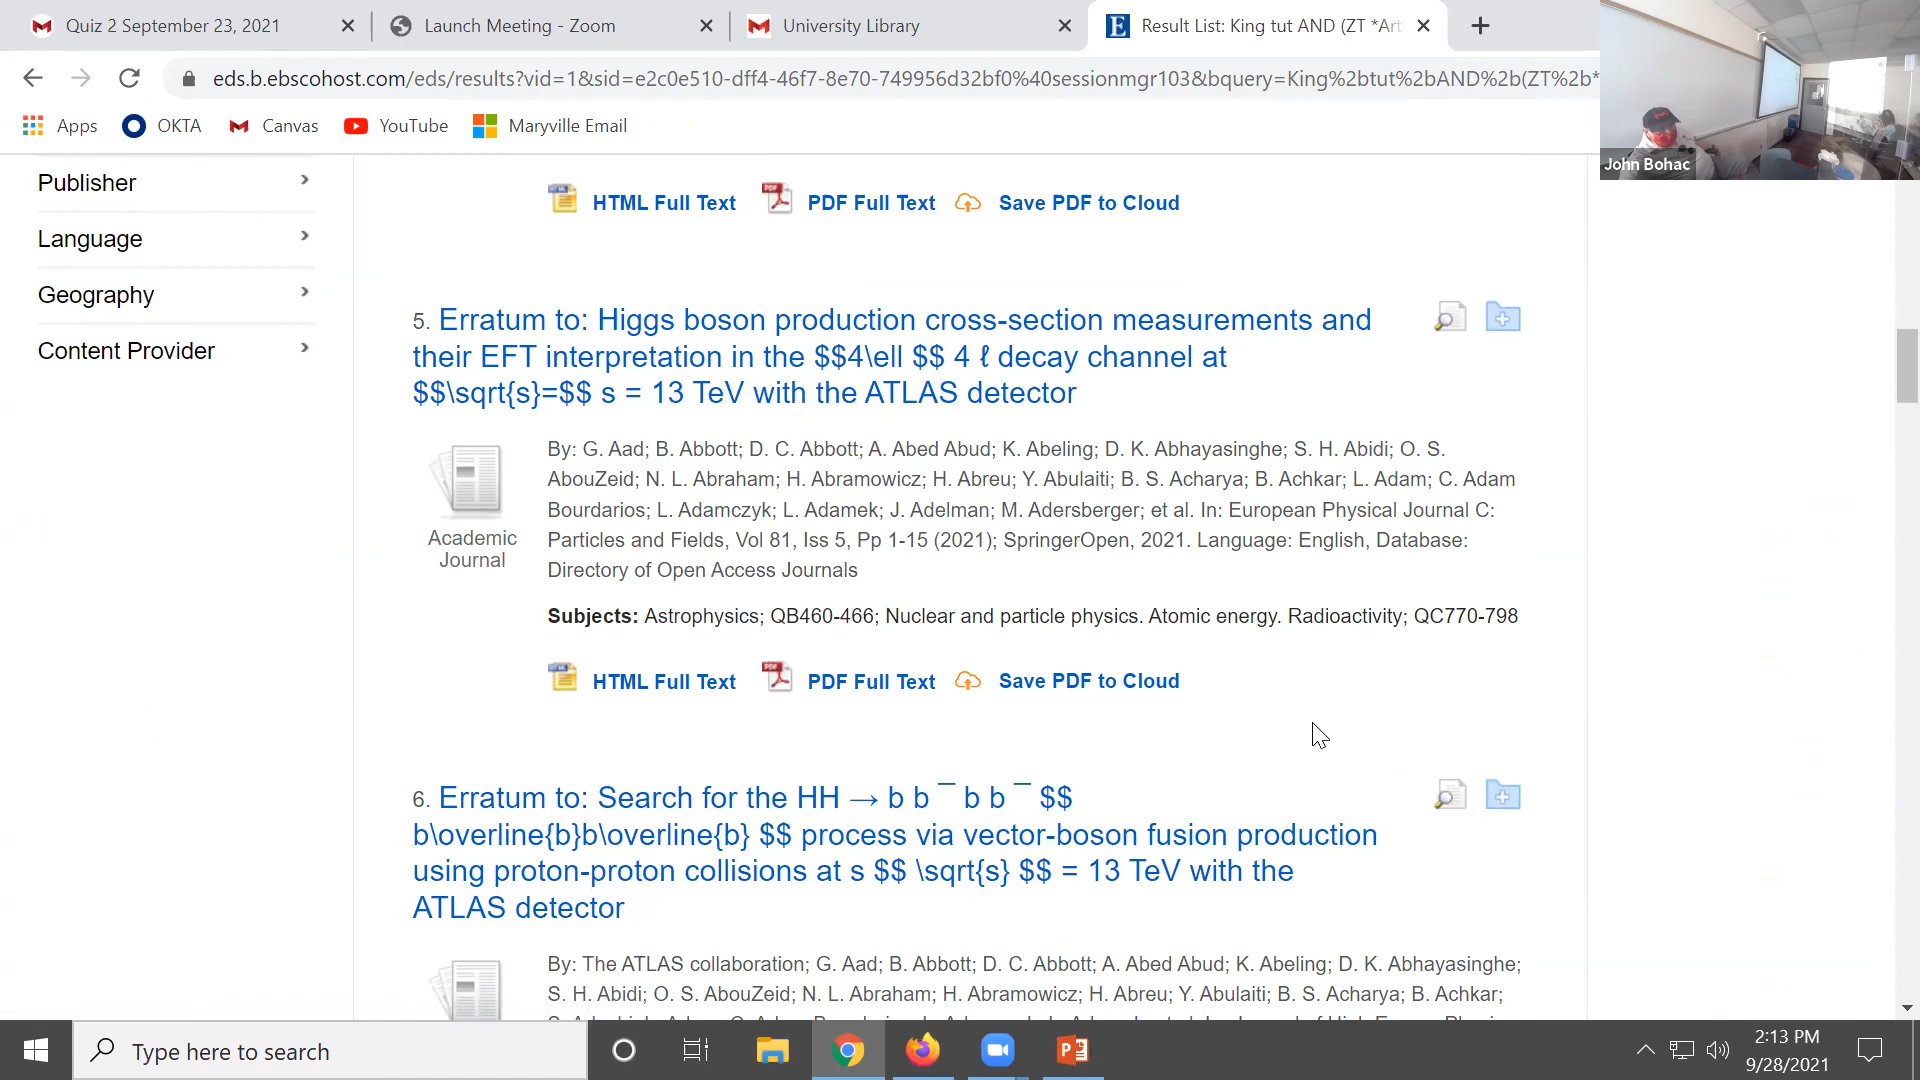 Quiz 2 September 23, 2021
Launch Meeting - Zoom
University Library
Result List: King tut AND (ZT *Art
eds.b.ebscohost.com/eds/results?vid=1&sid=e2c0e510-dff4-46f7-8e70-749956d32bf0%40sessionmgr103&bquery=King%2btut%2bAND%2b(ZT%2b*
Apps
OKTA
Canvas
YouTube
Maryville Email
John Bohac
Publisher
Language
Geography
Content Provider
HTML Full Text
PDF Full Text
Save PDF to Cloud
5. Erratum to: Higgs boson production cross-section measurements and
their EFT interpretation in the $$4\ell $$ 4 ℓ decay channel at
$$\sqrt{s}=$$ s = 13 TeV with the ATLAS detector
Academic
Journal
By: G. Aad; B. Abbott; D. C. Abbott; A. Abed Abud; K. Abeling; D. K. Abhayasinghe; S. H. Abidi; O. S.
AbouZeid; N. L. Abraham; H. Abramowicz; H. Abreu; Y. Abulaiti; B. S. Acharya; B. Achkar; L. Adam; C. Adam
Bourdarios; L. Adamczyk; L. Adamek; J. Adelman; M. Adersberger; et al. In: European Physical Journal C:
Particles and Fields, Vol 81, Iss 5, Pp 1-15 (2021); SpringerOpen, 2021. Language: English, Database:
Directory of Open Access Journals
Subjects: Astrophysics; QB460-466; Nuclear and particle physics. Atomic energy. Radioactivity; QC770-798
HTML Full Text
PDF Full Text
Save PDF to Cloud
6. Erratum to: Search for the HH → b b ¯ b b ¯ $$
b\overline{b}b\overline{b} $$ process via vector-boson fusion production
using proton-proton collisions at s $$ \sqrt{s} $$ = 13 TeV with the
ATLAS detector
By: The ATLAS collaboration; G. Aad; B. Abbott; D. C. Abbott; A. Abed Abud; K. Abeling; D. K. Abhayasinghe;
S. H. Abidi; O. S. AbouZeid; N. L. Abraham; H. Abramowicz; H. Abreu; Y. Abulaiti; B. S. Acharya; B. Achkar;
Type here to search
2:13 PM
9/28/2021